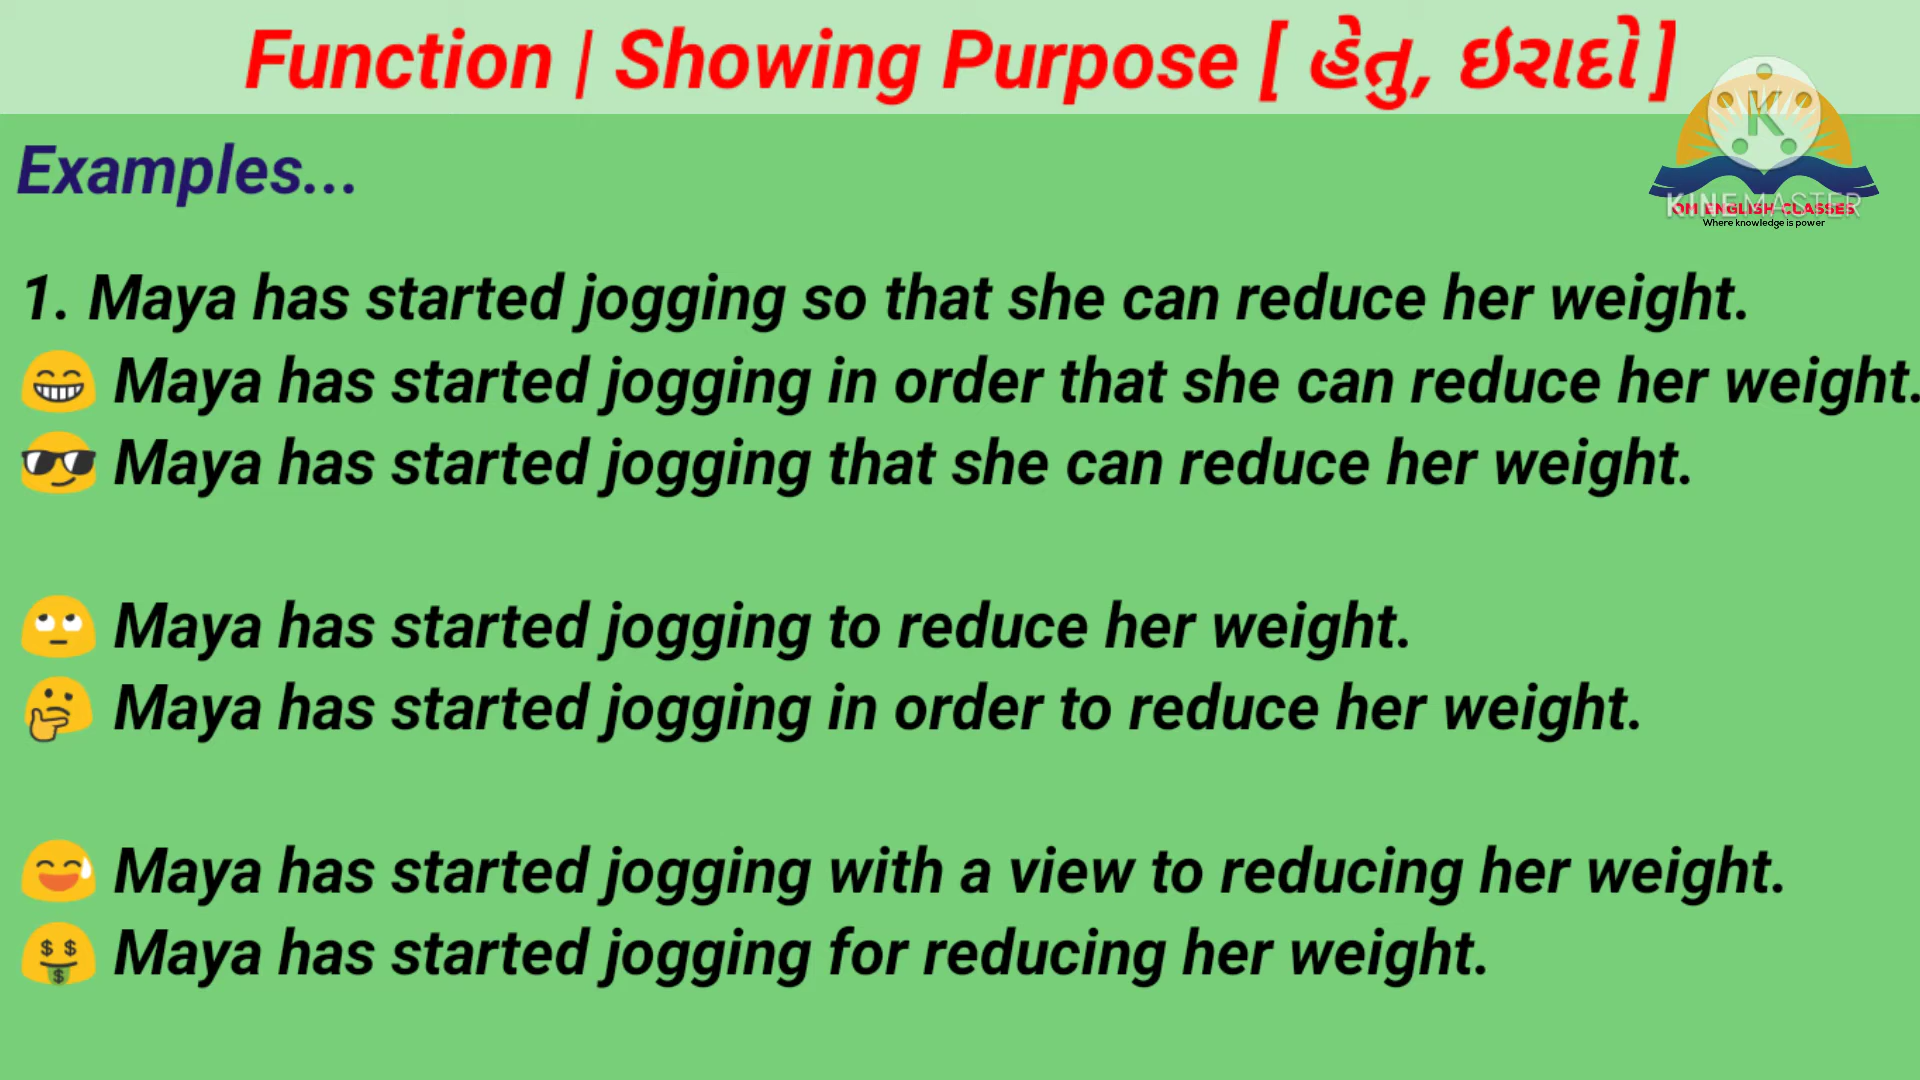 Function | Showing Purpose [ હેતુ, ઇરાદો ]
Examples...
KINEMASTER
OM ENGLISH CLASSES
Where knowledge is power
1. Maya has started jogging so that she can reduce her weight.
😁 Maya has started jogging in order that she can reduce her weight.
😎 Maya has started jogging that she can reduce her weight.
🙄 Maya has started jogging to reduce her weight.
🤔 Maya has started jogging in order to reduce her weight.
😅 Maya has started jogging with a view to reducing her weight.
🤑 Maya has started jogging for reducing her weight.